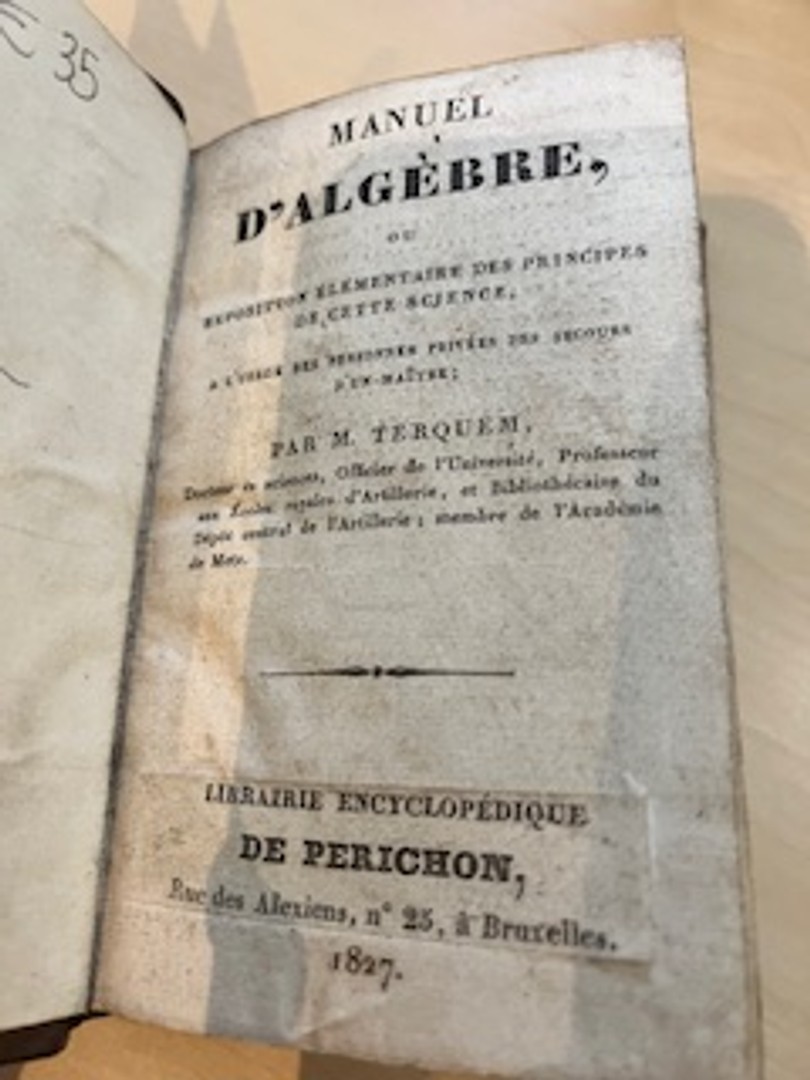 € 35
MANUEL
D'ALGÈBRE,
OU
EXPOSITION ÉLÉMENTAIRE DES PRINCIPES
DE CETTE SCIENCE,
A L'USAGE DES PERSONNES PRIVÉES DES SECOURS
D'UN MAÎTRE;
PAR M. TERQUEM,
Docteur ès sciences, Officier de l'Université, Professeur
aux Écoles royales d'Artillerie, et Bibliothécaire du
Dépôt central de l'Artillerie; membre de l'Académie
de Metz.
LIBRAIRIE ENCYCLOPÉDIQUE
DE PERICHON,
Rue des Alexiens, n° 25, à Bruxelles.
1827.